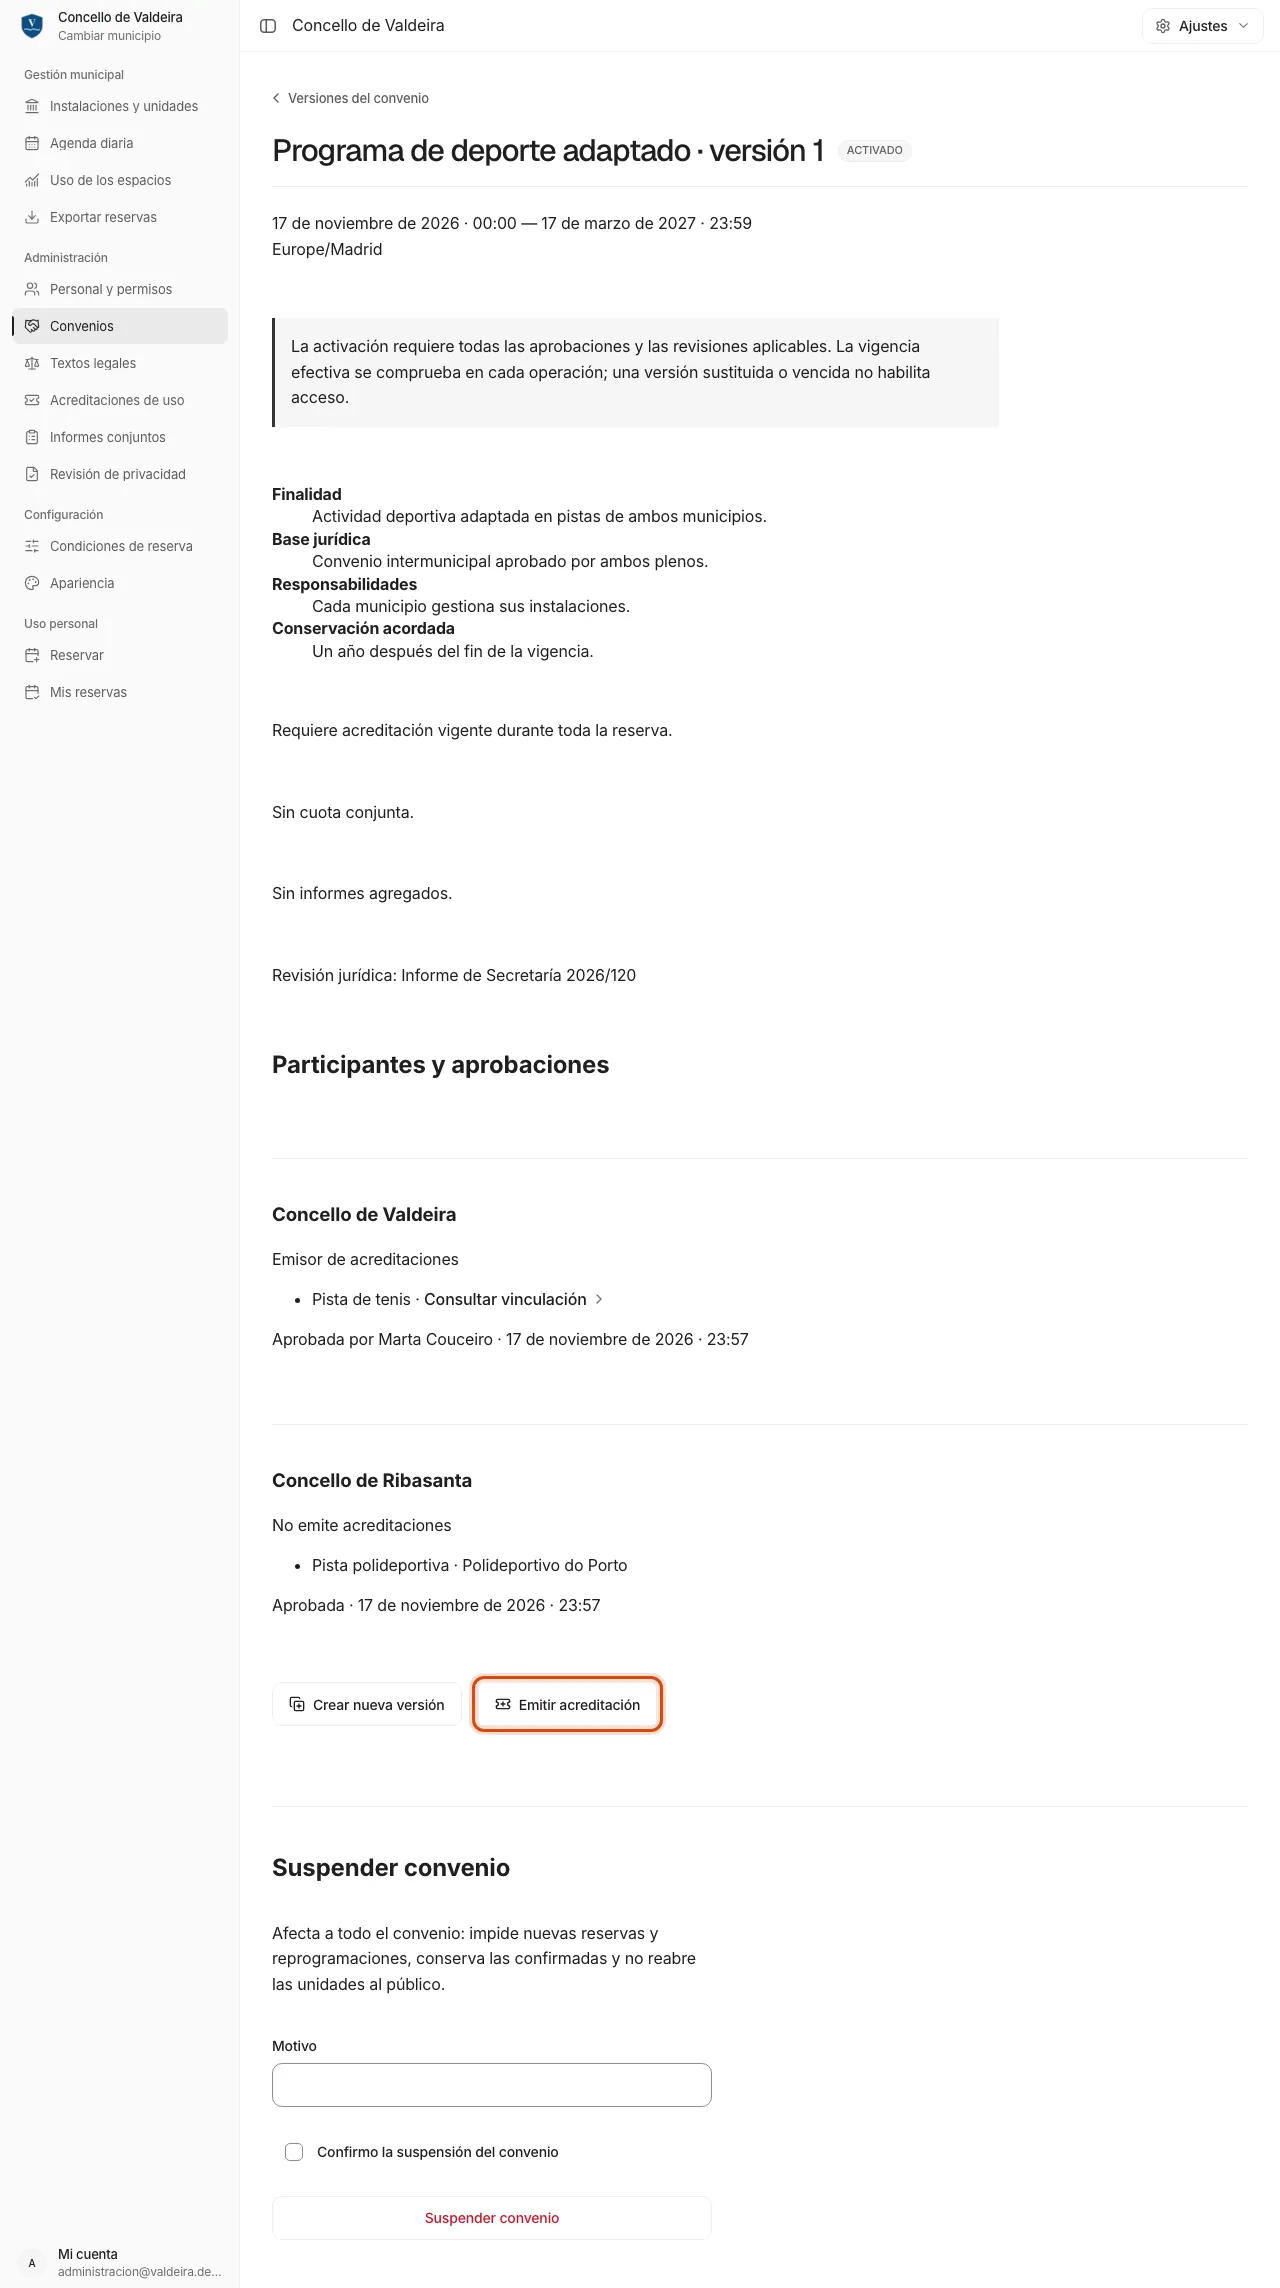 Concello de Valdeira
Cambiar municipio
Gestión municipal
Instalaciones y unidades
Agenda diaria
Uso de los espacios
Exportar reservas
Administración
Personal y permisos
Convenios
Textos legales
Acreditaciones de uso
Informes conjuntos
Revisión de privacidad
Configuración
Condiciones de reserva
Apariencia
Uso personal
Reservar
Mis reservas
A
Mi cuenta
administracion@valdeira.de...
Concello de Valdeira
Ajustes
Versiones del convenio
Programa de deporte adaptado · versión 1 ACTIVADO
17 de noviembre de 2026 · 00:00 — 17 de marzo de 2027 · 23:59
Europe/Madrid
La activación requiere todas las aprobaciones y las revisiones aplicables. La vigencia
efectiva se comprueba en cada operación; una versión sustituida o vencida no habilita
acceso.
Finalidad
Actividad deportiva adaptada en pistas de ambos municipios.
Base jurídica
Convenio intermunicipal aprobado por ambos plenos.
Responsabilidades
Cada municipio gestiona sus instalaciones.
Conservación acordada
Un año después del fin de la vigencia.
Requiere acreditación vigente durante toda la reserva.
Sin cuota conjunta.
Sin informes agregados.
Revisión jurídica: Informe de Secretaría 2026/120
Participantes y aprobaciones
Concello de Valdeira
Emisor de acreditaciones
• Pista de tenis · Consultar vinculación
Aprobada por Marta Couceiro · 17 de noviembre de 2026 · 23:57
Concello de Ribasanta
No emite acreditaciones
• Pista polideportiva · Polideportivo do Porto
Aprobada · 17 de noviembre de 2026 · 23:57
Crear nueva versión
Emitir acreditación
Suspender convenio
Afecta a todo el convenio: impide nuevas reservas y
reprogramaciones, conserva las confirmadas y no reabre
las unidades al público.
Motivo
Confirmo la suspensión del convenio
Suspender convenio